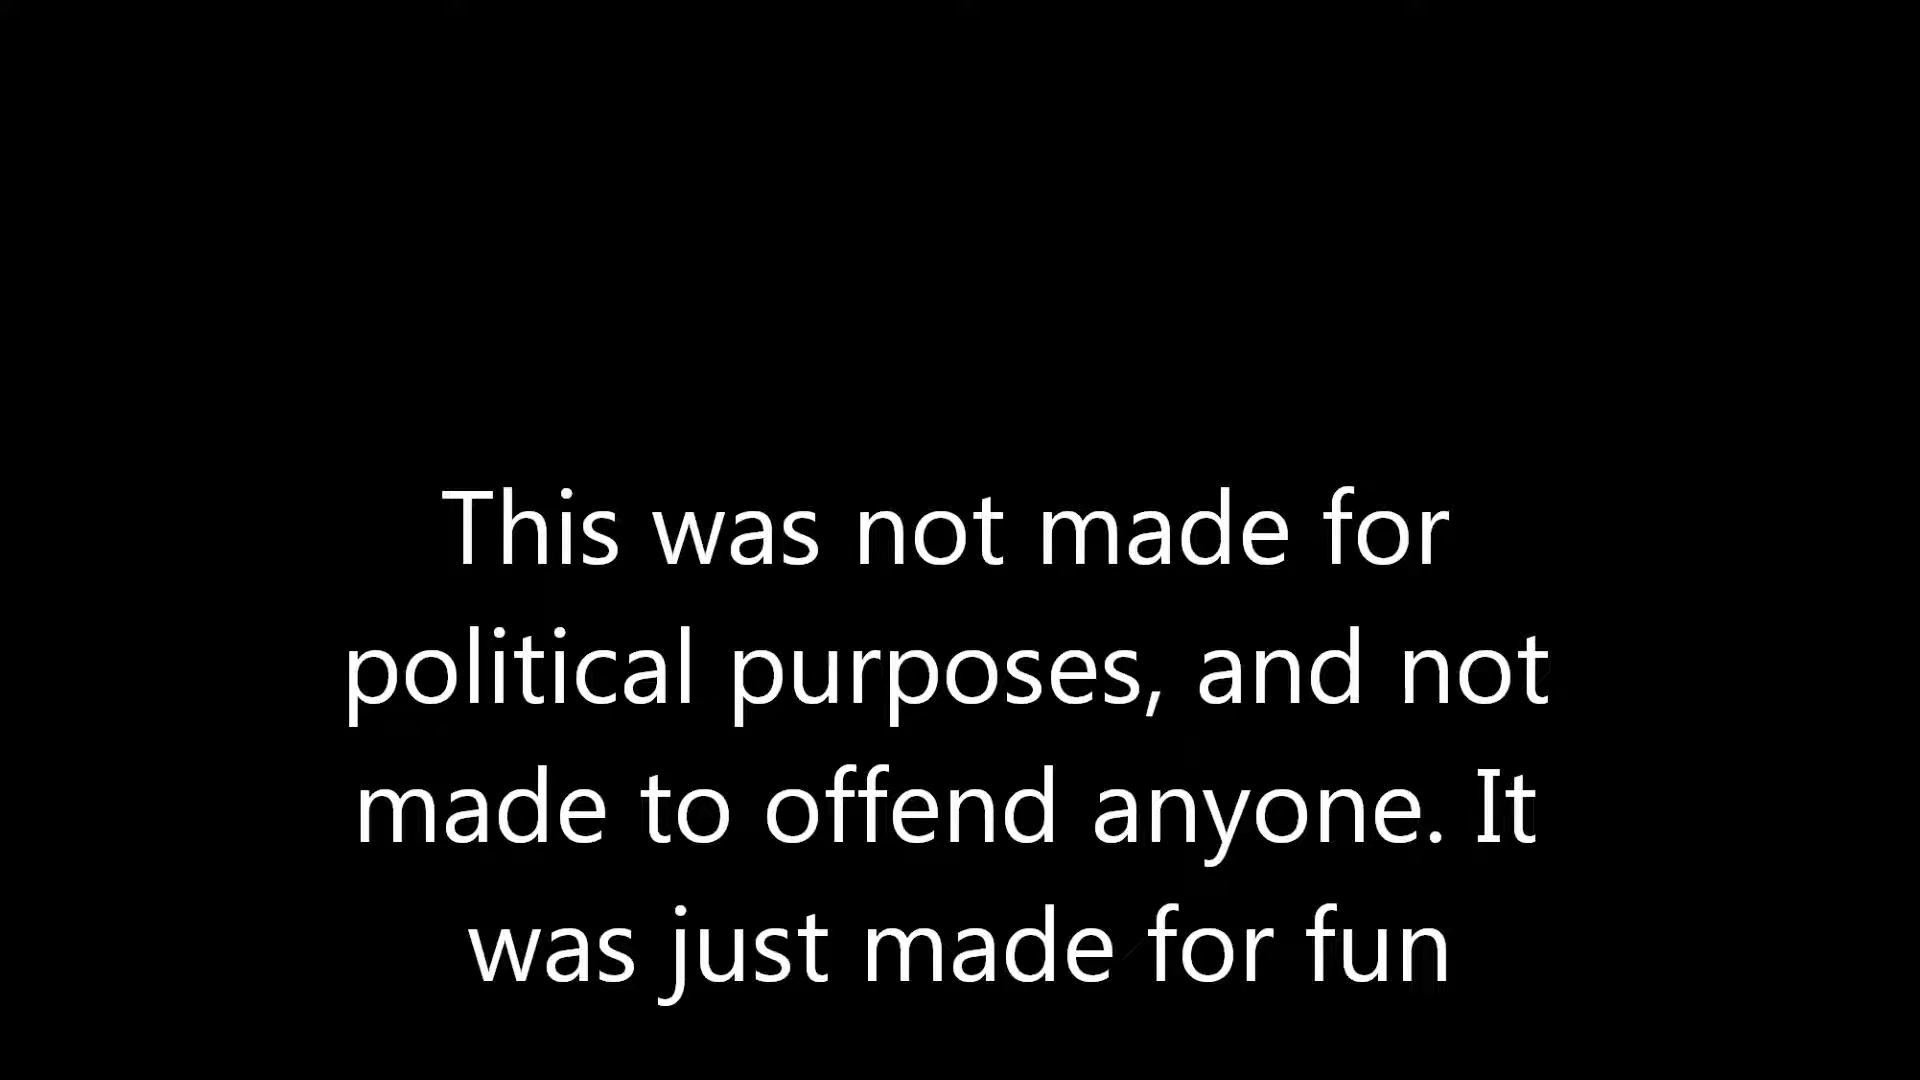 This was not made for
political purposes, and not
made to offend anyone. It
was just made for fun